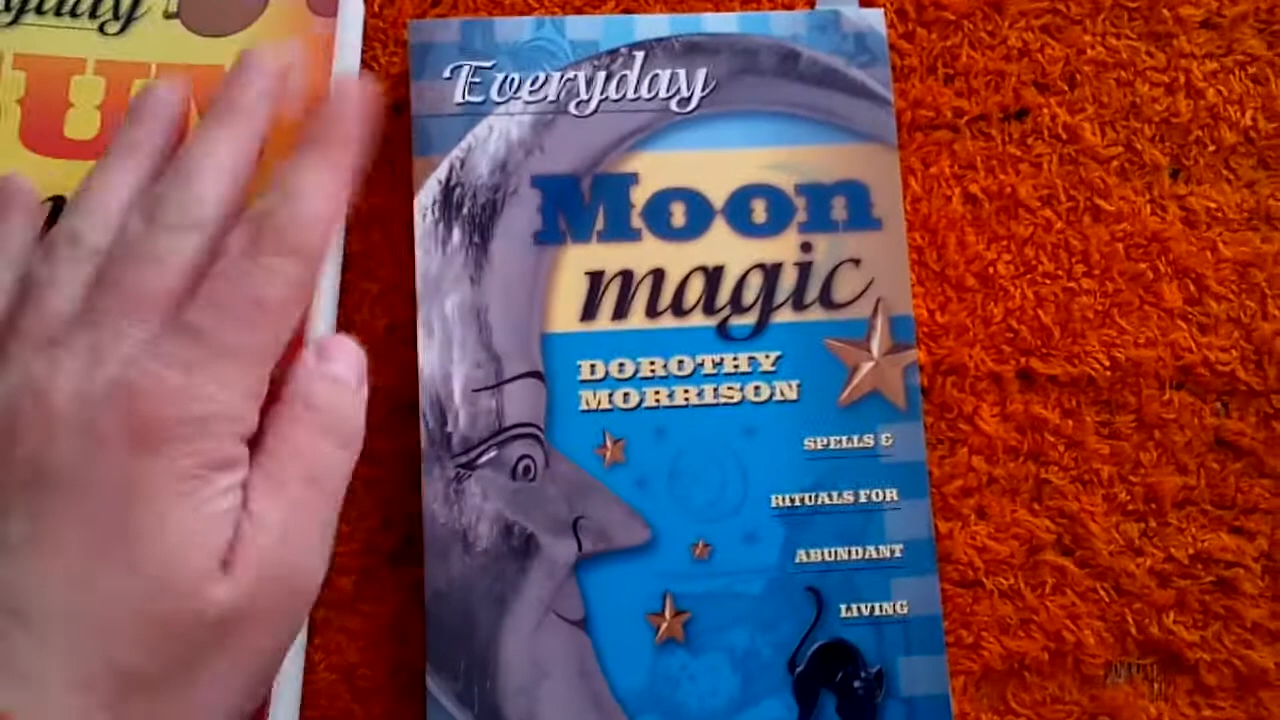 Everyday
Moon
magic
DOROTHY
MORRISON
SPELLS &
RITUALS FOR
ABUNDANT
LIVING